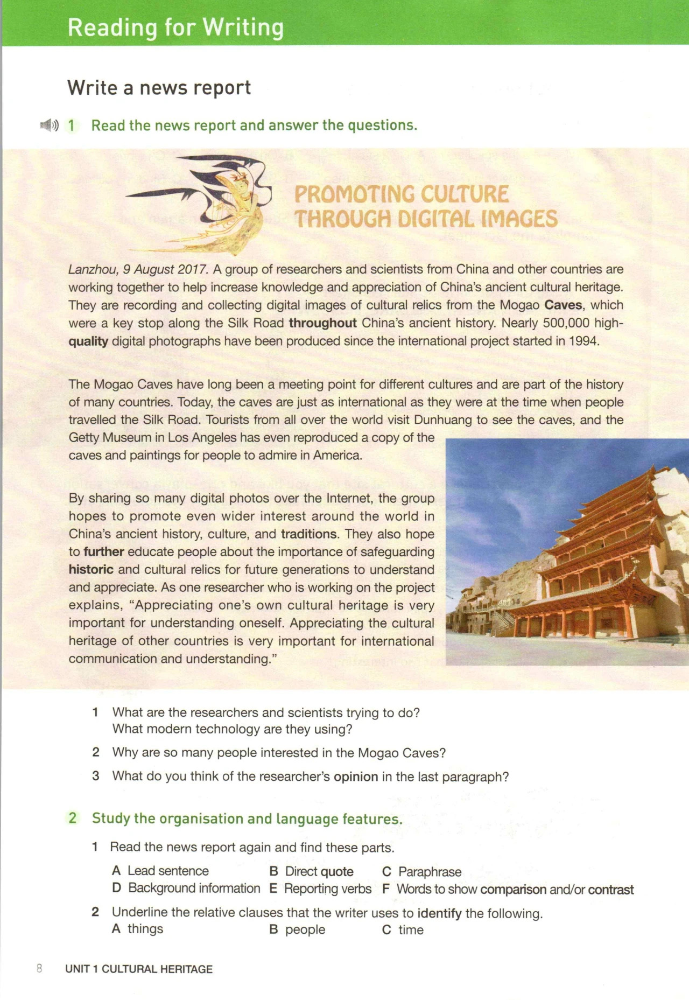 Reading for Writing
Write a news report
1 Read the news report and answer the questions.
PROMOTING CULTURE
THROUGH DIGITAL IMAGES
Lanzhou, 9 August 2017. A group of researchers and scientists from China and other countries are
working together to help increase knowledge and appreciation of China's ancient cultural heritage.
They are recording and collecting digital images of cultural relics from the Mogao Caves, which
were a key stop along the Silk Road throughout China's ancient history. Nearly 500,000 high-
quality digital photographs have been produced since the international project started in 1994.
The Mogao Caves have long been a meeting point for different cultures and are part of the history
of many countries. Today, the caves are just as international as they were at the time when people
travelled the Silk Road. Tourists from all over the world visit Dunhuang to see the caves, and the
Getty Museum in Los Angeles has even reproduced a copy of the
caves and paintings for people to admire in America.
By sharing so many digital photos over the Internet, the group
hopes to promote even wider interest around the world in
China's ancient history, culture, and traditions. They also hope
to further educate people about the importance of safeguarding
historic and cultural relics for future generations to understand
and appreciate. As one researcher who is working on the project
explains, “Appreciating one's own cultural heritage is very
important for understanding oneself. Appreciating the cultural
heritage of other countries is very important for international
communication and understanding.”
1 What are the researchers and scientists trying to do?
What modern technology are they using?
2 Why are so many people interested in the Mogao Caves?
3 What do you think of the researcher's opinion in the last paragraph?
2 Study the organisation and language features.
1 Read the news report again and find these parts.
A Lead sentence B Direct quote C Paraphrase
D Background information E Reporting verbs F Words to show comparison and/or contrast
2 Underline the relative clauses that the writer uses to identify the following.
A things B people C time
8 UNIT 1 CULTURAL HERITAGE